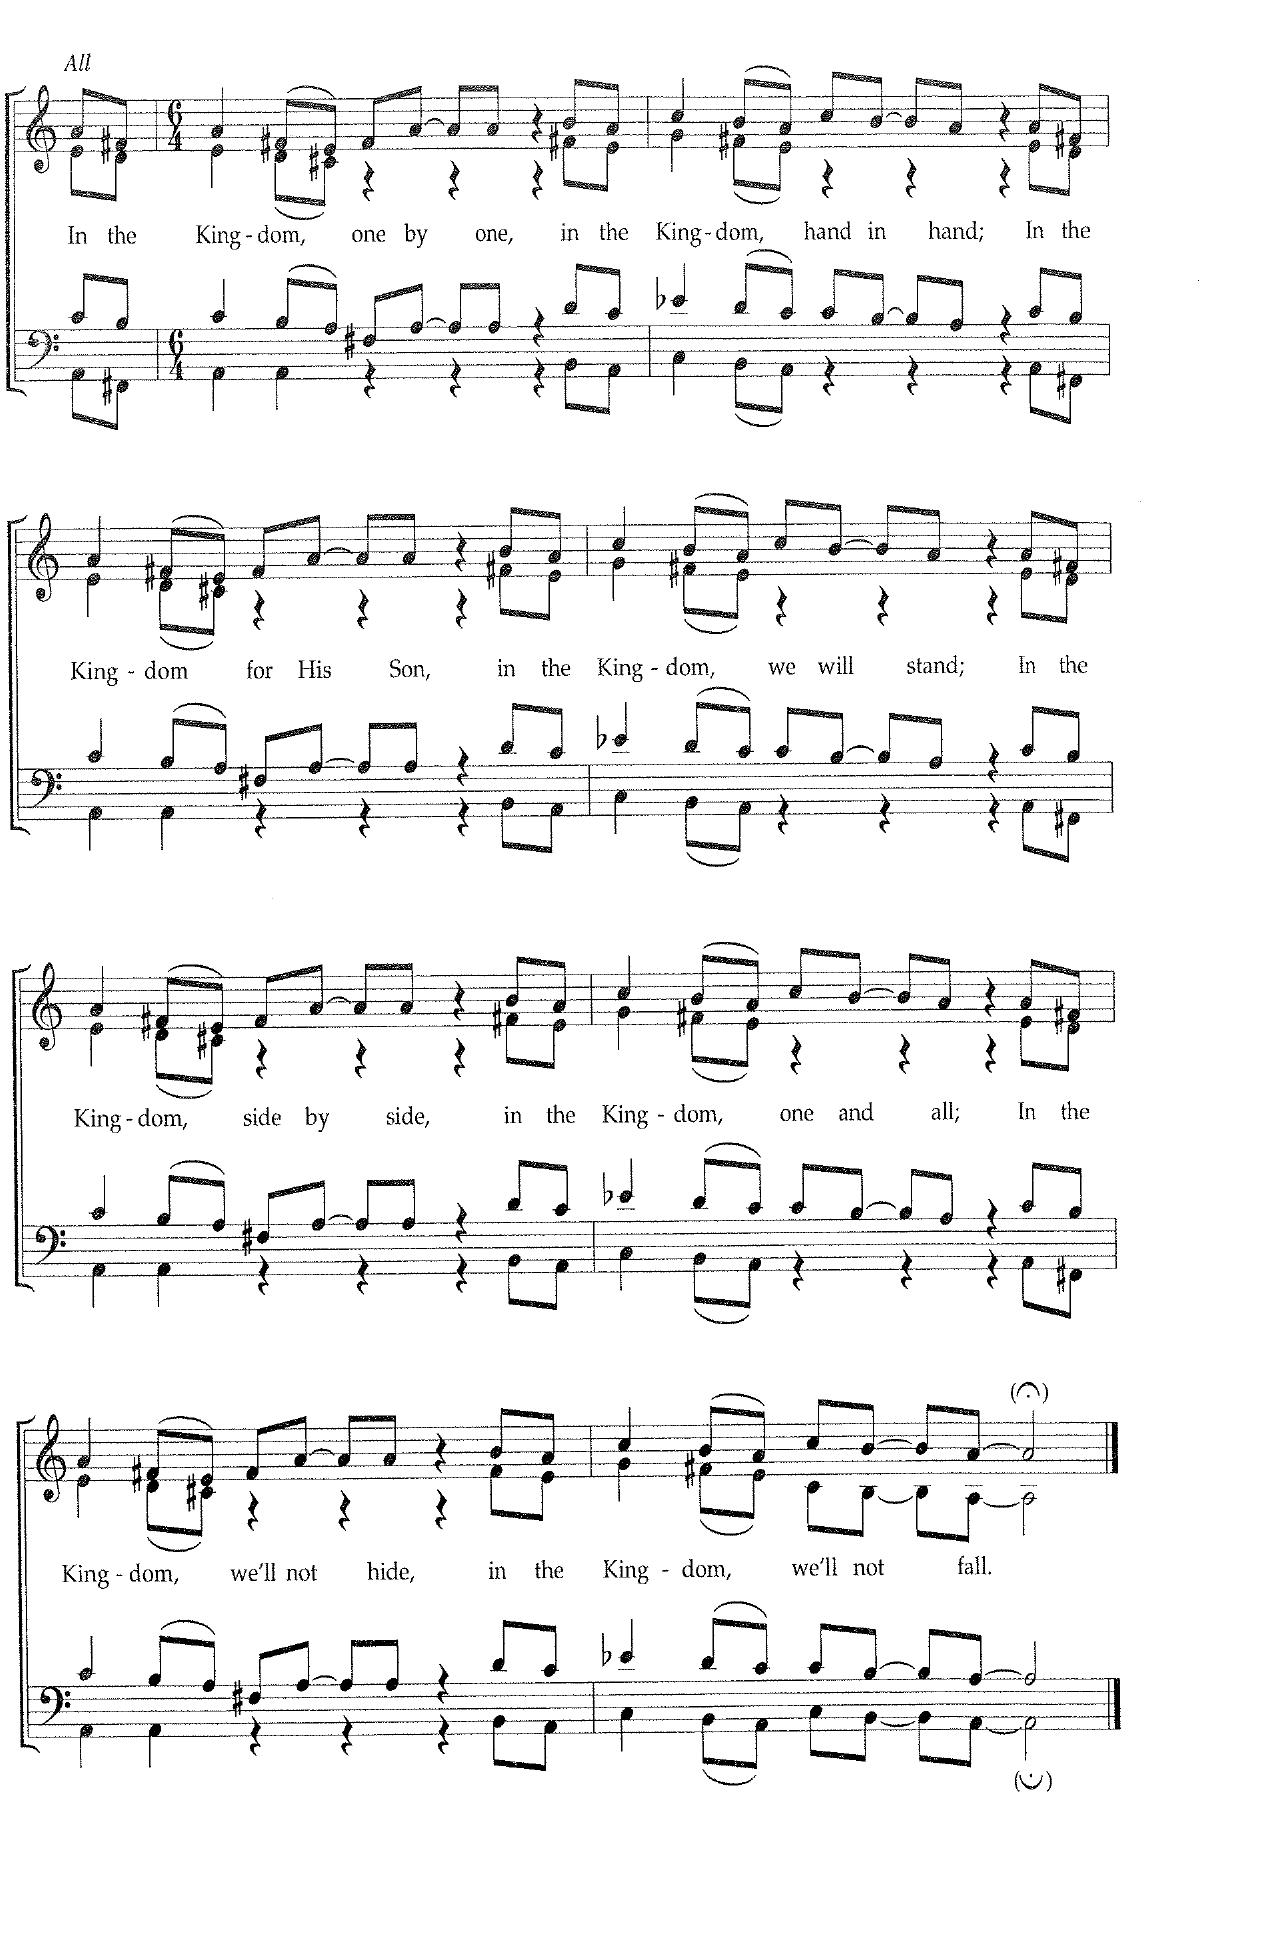 All
6 4
In the King - dom, one by one, in the King - dom, hand in hand; In the
6 4
King - dom for His Son, in the King - dom, we will stand; In the
King - dom, side by side, in the King - dom, one and all; In the
King - dom, we'll not hide, in the King - dom, we'll not fall.